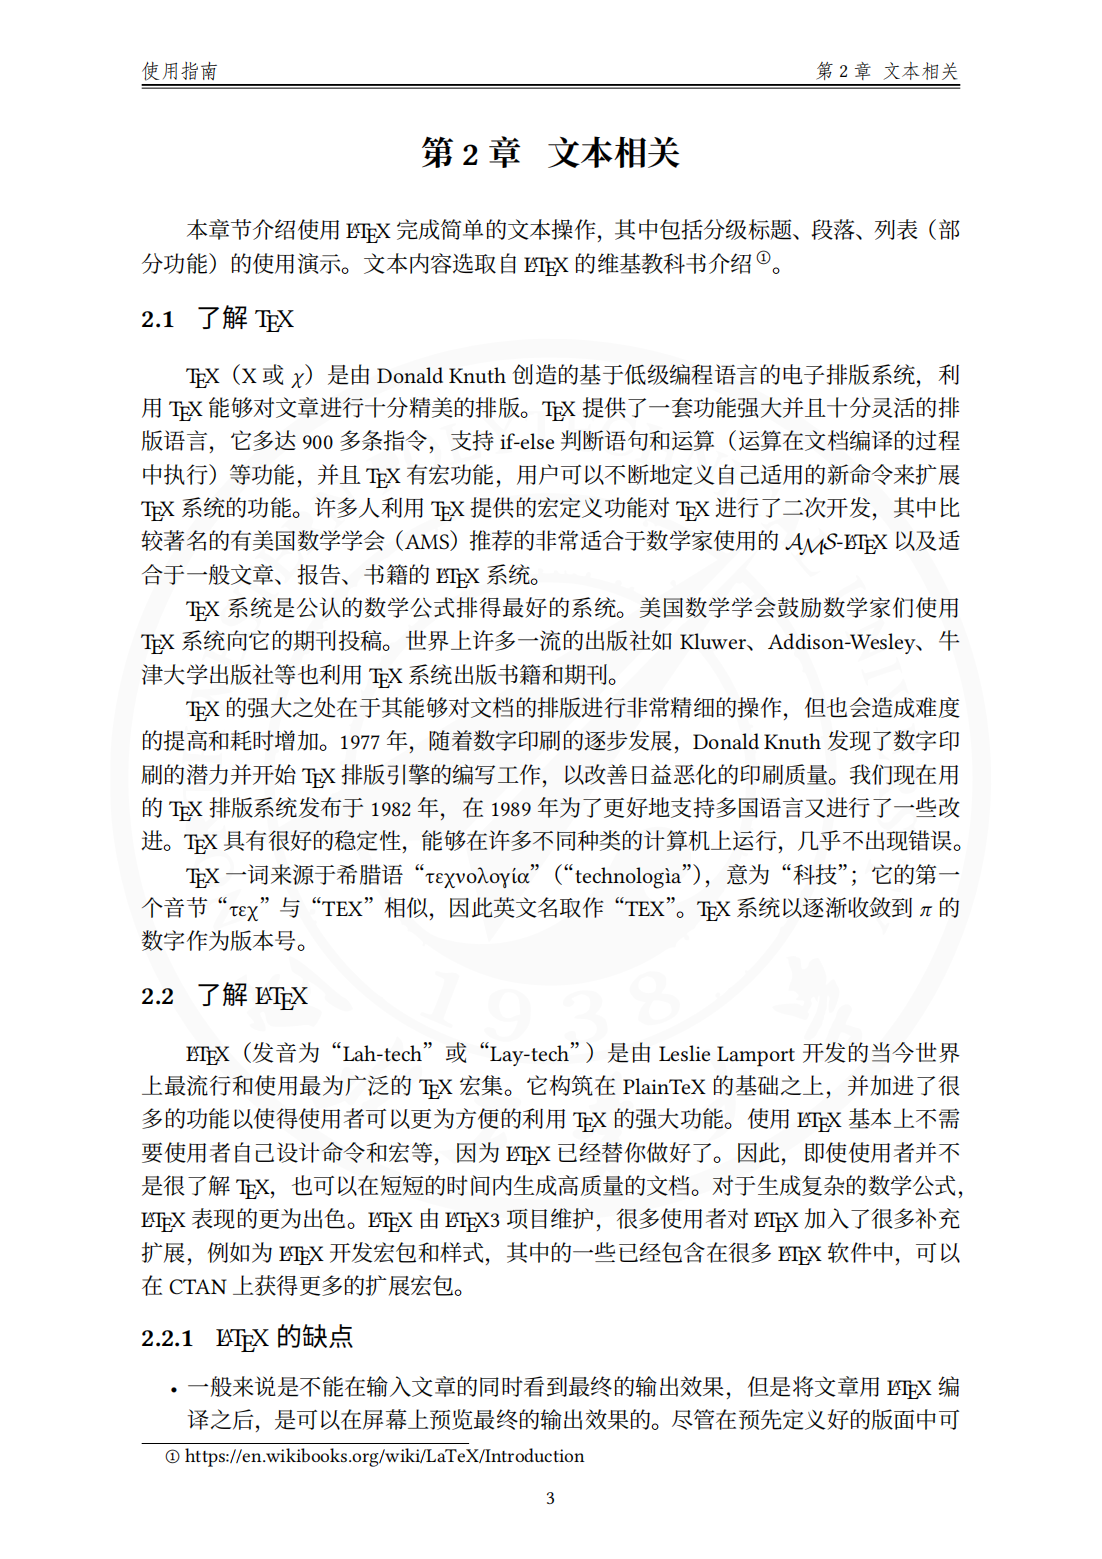 使用指南
第 2 章 文本相关
第 2 章 文本相关
本章节介绍使用 LATEX 完成简单的文本操作，其中包括分级标题、段落、列表（部
分功能）的使用演示。文本内容选取自 LATEX 的维基教科书介绍①。
2.1 了解 TEX
TEX（X 或 χ）是由 Donald Knuth 创造的基于低级编程语言的电子排版系统，利
用 TEX 能够对文章进行十分精美的排版。TEX 提供了一套功能强大并且十分灵活的排
版语言，它多达 900 多条指令，支持 if-else 判断语句和运算（运算在文档编译的过程
中执行）等功能，并且 TEX 有宏功能，用户可以不断地定义自己适用的新命令来扩展
TEX 系统的功能。许多人利用 TEX 提供的宏定义功能对 TEX 进行了二次开发，其中比
较著名的有美国数学学会（AMS）推荐的非常适合于数学家使用的 AMS-LATEX 以及适
合于一般文章、报告、书籍的 LATEX 系统。
TEX 系统是公认的数学公式排得最好的系统。美国数学学会鼓励数学家们使用
TEX 系统向它的期刊投稿。世界上许多一流的出版社如 Kluwer、Addison-Wesley、牛
津大学出版社等也利用 TEX 系统出版书籍和期刊。
TEX 的强大之处在于其能够对文档的排版进行非常精细的操作，但也会造成难度
的提高和耗时增加。1977 年，随着数字印刷的逐步发展，Donald Knuth 发现了数字印
刷的潜力并开始 TEX 排版引擎的编写工作，以改善日益恶化的印刷质量。我们现在用
的 TEX 排版系统发布于 1982 年，在 1989 年为了更好地支持多国语言又进行了一些改
进。TEX 具有很好的稳定性，能够在许多不同种类的计算机上运行，几乎不出现错误。
TEX 一词来源于希腊语“τεχνολογία”（“technologìa”），意为“科技”；它的第一
个音节“τεχ”与“TEX”相似，因此英文名取作“TEX”。TEX 系统以逐渐收敛到 π 的
数字作为版本号。
2.2 了解 LATEX
LATEX（发音为“Lah-tech”或“Lay-tech”）是由 Leslie Lamport 开发的当今世界
上最流行和使用最为广泛的 TEX 宏集。它构筑在 PlainTeX 的基础之上，并加进了很
多的功能以使得使用者可以更为方便的利用 TEX 的强大功能。使用 LATEX 基本上不需
要使用者自己设计命令和宏等，因为 LATEX 已经替你做好了。因此，即使使用者并不
是很了解 TEX，也可以在短短的时间内生成高质量的文档。对于生成复杂的数学公式，
LATEX 表现的更为出色。LATEX 由 LATEX3 项目维护，很多使用者对 LATEX 加入了很多补充
扩展，例如为 LATEX 开发宏包和样式，其中的一些已经包含在很多 LATEX 软件中，可以
在 CTAN 上获得更多的扩展宏包。
2.2.1 LATEX 的缺点
• 一般来说是不能在输入文章的同时看到最终的输出效果，但是将文章用 LATEX 编
译之后，是可以在屏幕上预览最终的输出效果的。尽管在预先定义好的版面中可
① https://en.wikibooks.org/wiki/LaTeX/Introduction
3
1938